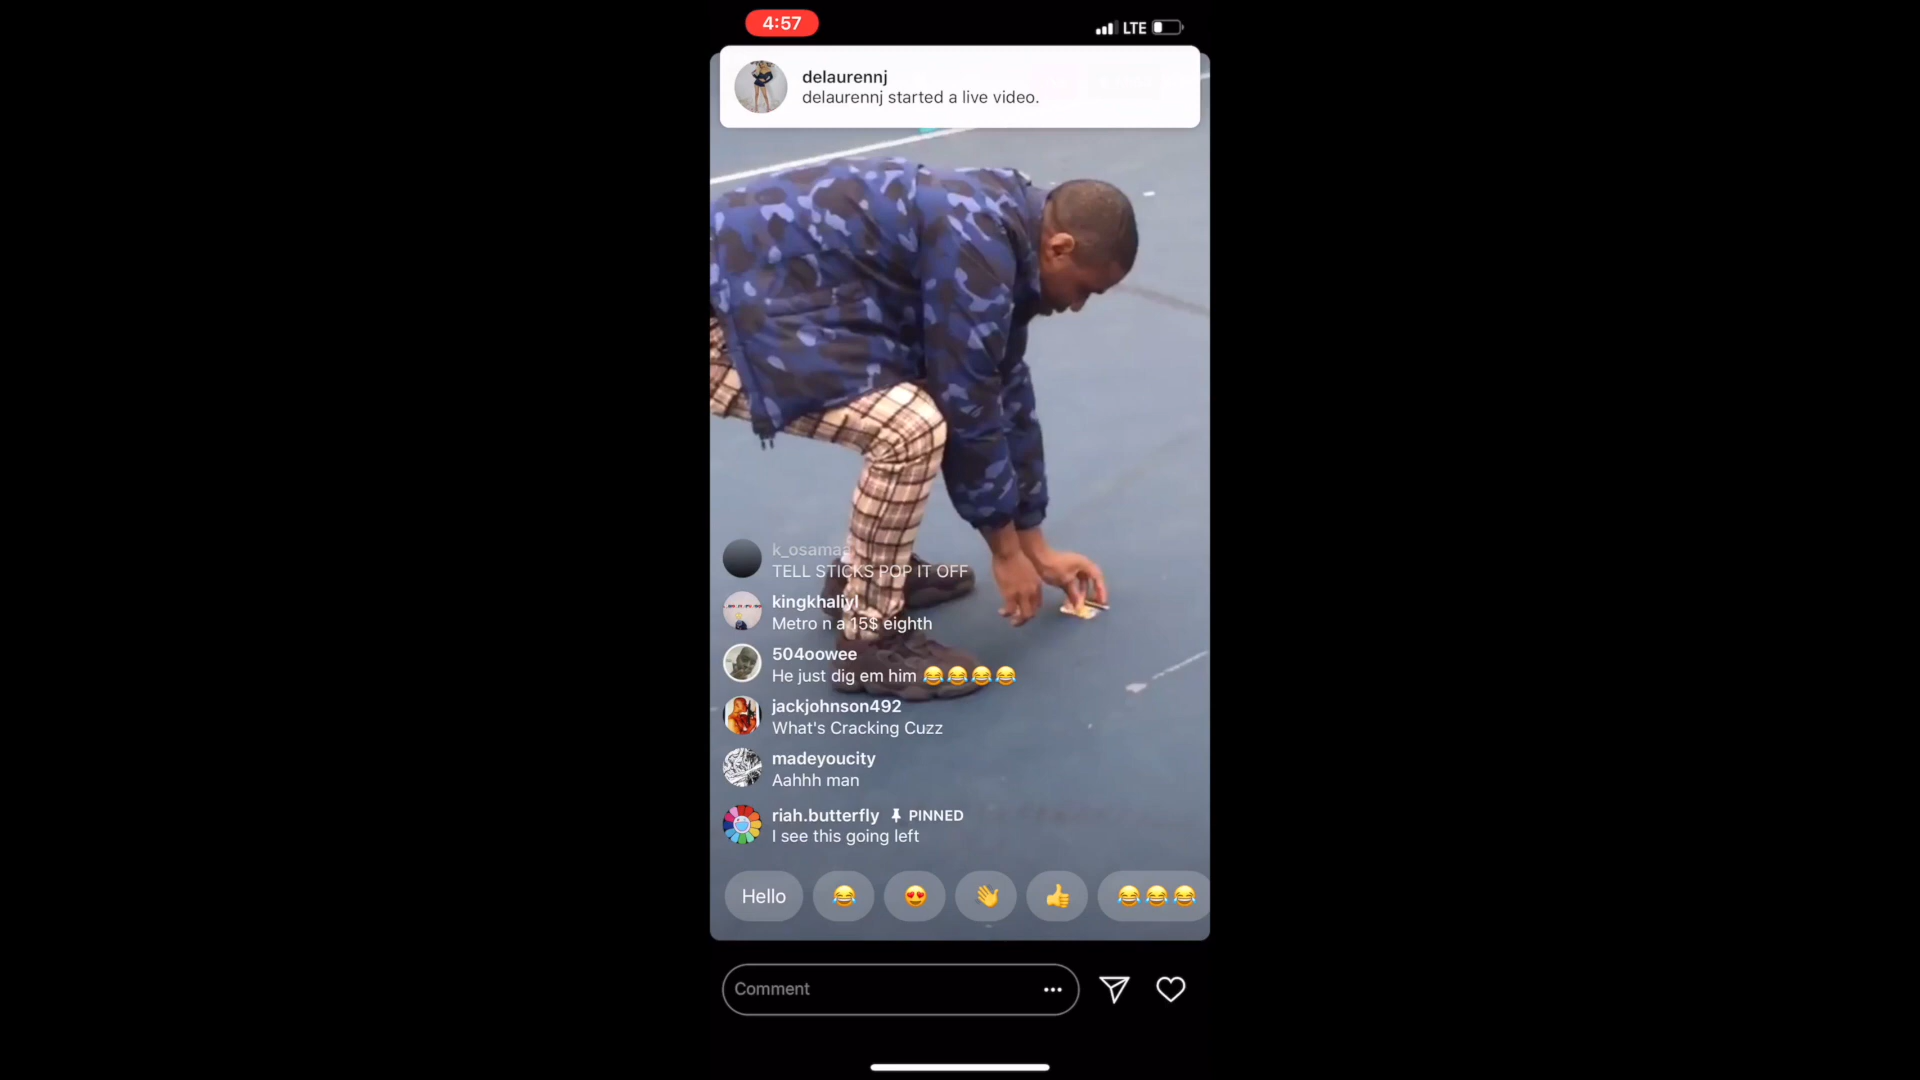 4:57
LTE
delaurennj
delaurennj started a live video.
k_osamaa
TELL STICKS POP IT OFF
kingkhaliyl
Metro n a 15$ eighth
504oowee
He just dig em him 😂😂😂😂
jackjohnson492
What's Cracking Cuzz
madeyoucity
Aahhh man
riah.butterfly PINNED
I see this going left
Hello 😂 😍 👋 👍 😂😂😂
Comment